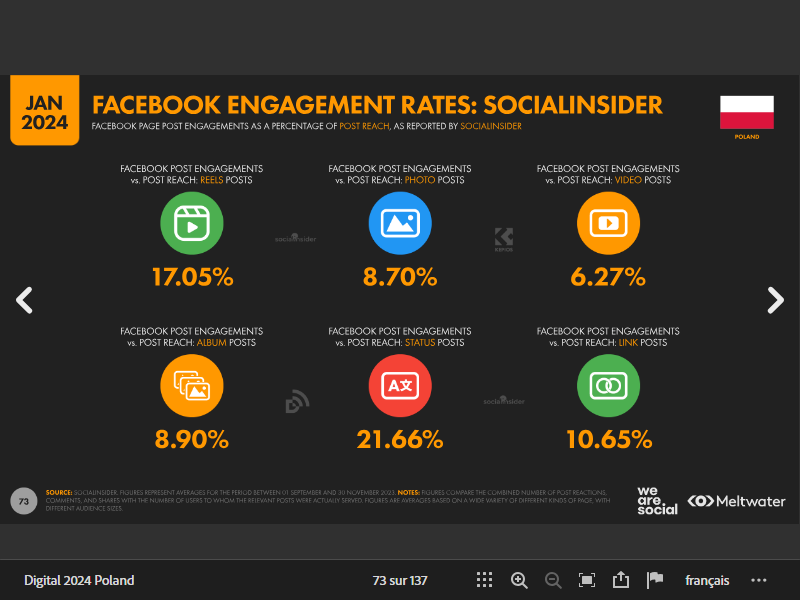 JAN
2024
FACEBOOK ENGAGEMENT RATES: SOCIALINSIDER
FACEBOOK PAGE POST ENGAGEMENTS AS A PERCENTAGE OF POST REACH, AS REPORTED BY SOCIALINSIDER
POLAND
FACEBOOK POST ENGAGEMENTS
vs. POST REACH: REELS POSTS
17.05%
FACEBOOK POST ENGAGEMENTS
vs. POST REACH: PHOTO POSTS
8.70%
FACEBOOK POST ENGAGEMENTS
vs. POST REACH: VIDEO POSTS
6.27%
socialinsider
KEPIOS
FACEBOOK POST ENGAGEMENTS
vs. POST REACH: ALBUM POSTS
8.90%
FACEBOOK POST ENGAGEMENTS
vs. POST REACH: STATUS POSTS
A文
21.66%
FACEBOOK POST ENGAGEMENTS
vs. POST REACH: LINK POSTS
10.65%
socialinsider
73
SOURCE: SOCIALINSIDER. FIGURES REPRESENT AVERAGES FOR THE PERIOD BETWEEN 01 SEPTEMBER AND 30 NOVEMBER 2023. NOTES: FIGURES COMPARE THE COMBINED NUMBER OF POST REACTIONS,
COMMENTS, AND SHARES WITH THE NUMBER OF USERS TO WHOM THE RELEVANT POSTS WERE ACTUALLY SERVED. FIGURES ARE AVERAGES BASED ON A WIDE VARIETY OF DIFFERENT KINDS OF PAGE, WITH
DIFFERENT AUDIENCE SIZES.
we
are.
social
Meltwater
Digital 2024 Poland
73 sur 137
français